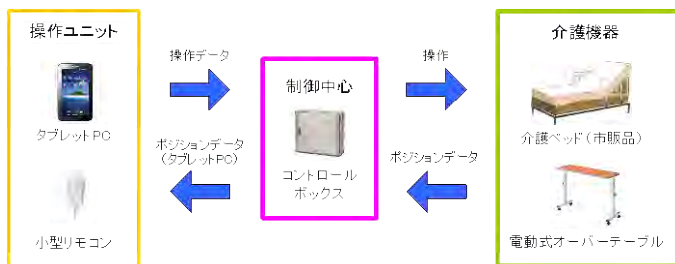 操作ユニット
タブレットPC
小型リモコン
操作データ
ポジションデータ
(タブレットPC)
制御中心
コントロール
ボックス
操作
ポジションデータ
介護機器
介護ベッド(市販品)
電動式オーバーテーブル